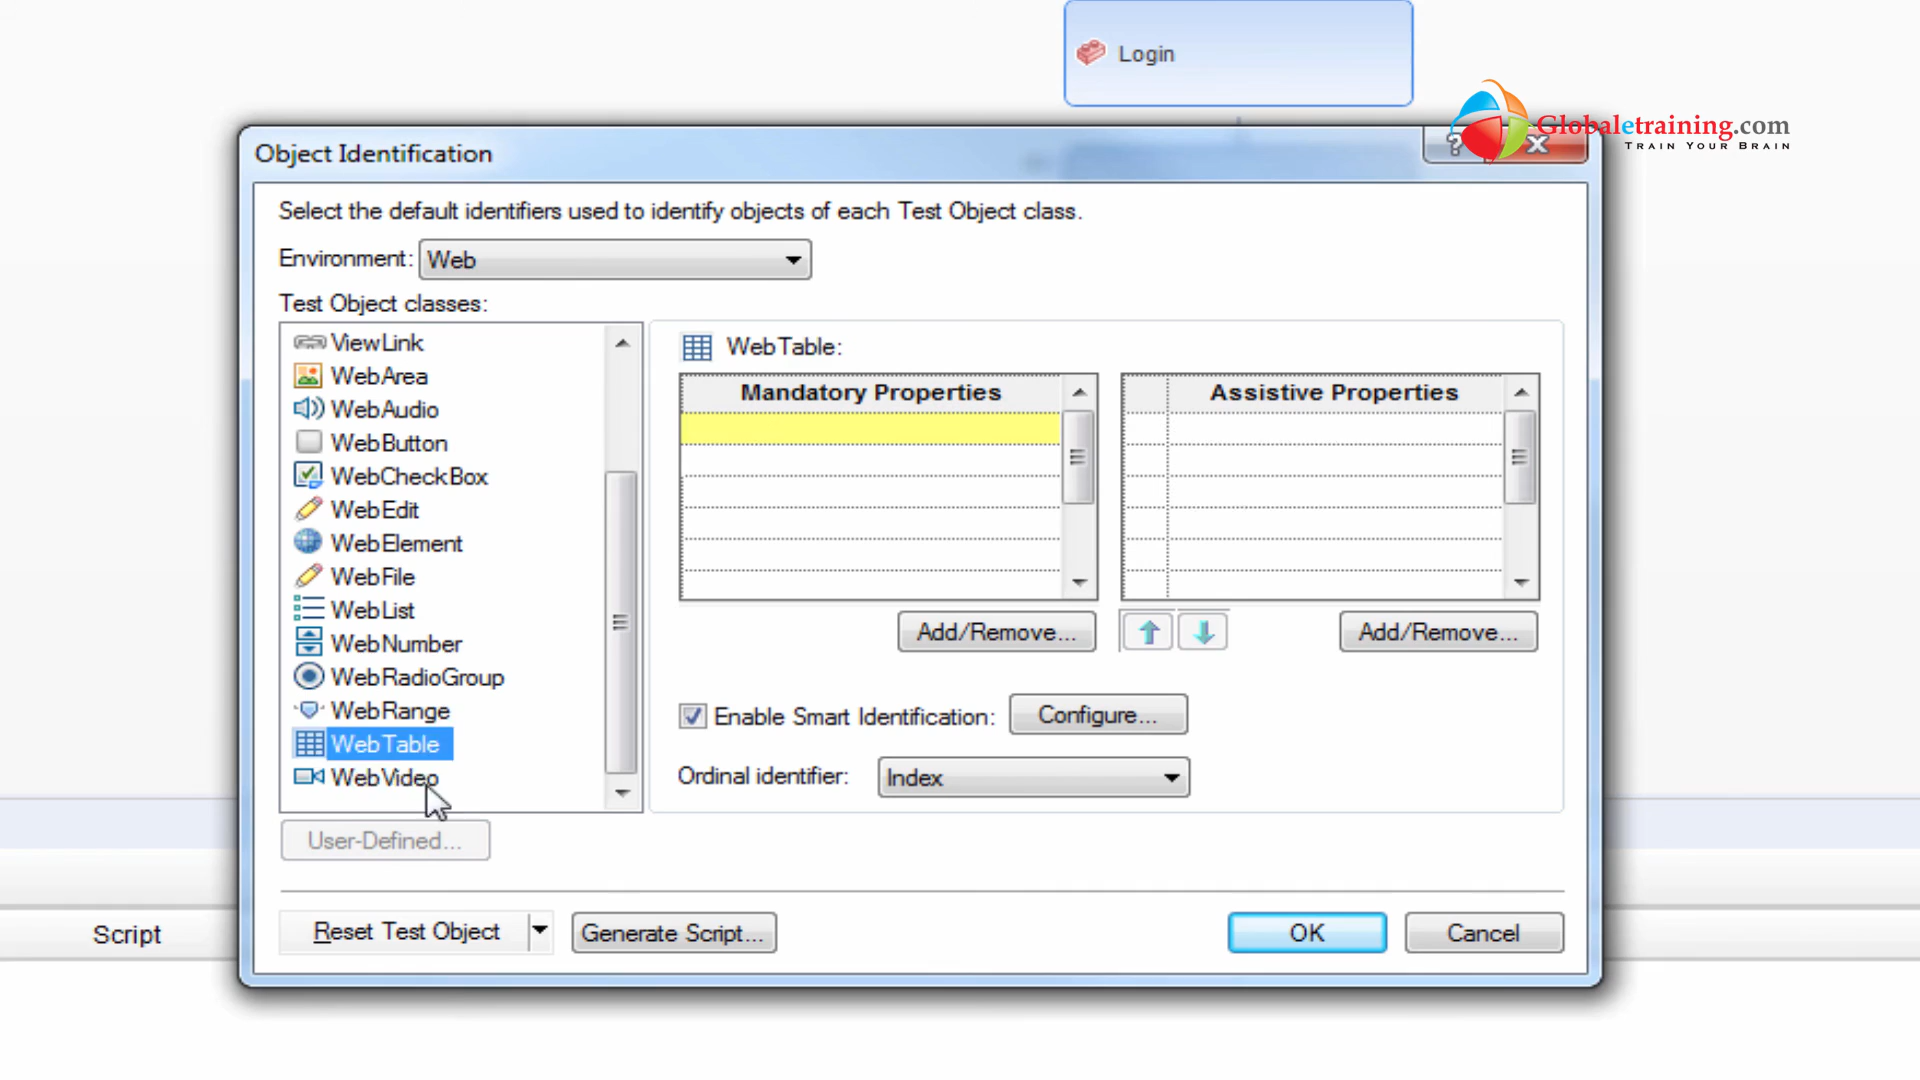 Login
Globaletraining.com
TRAIN YOUR BRAIN
Object Identification
Select the default identifiers used to identify objects of each Test Object class.
Environment: Web
Test Object classes:
ViewLink
WebArea
WebAudio
WebButton
WebCheckBox
WebEdit
WebElement
WebFile
WebList
WebNumber
WebRadioGroup
WebRange
WebTable
WebVideo
WebTable:
Mandatory Properties
Assistive Properties
Add/Remove...
Add/Remove...
Enable Smart Identification: Configure...
Ordinal identifier: Index
User-Defined...
Script
Reset Test Object
Generate Script...
OK
Cancel